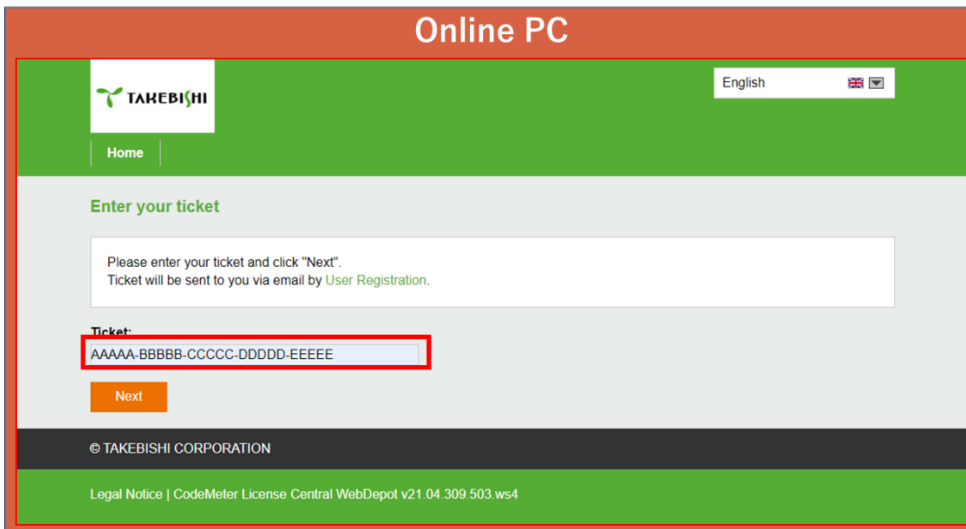 Online PC
TAKEBISHI
English
Home
Enter your ticket
Please enter your ticket and click "Next".
Ticket will be sent to you via email by User Registration.
Ticket:
AAAAA-BBBBB-CCCCC-DDDDD-EEEEE
Next
© TAKEBISHI CORPORATION
Legal Notice | CodeMeter License Central WebDepot v21.04.309.503.ws4